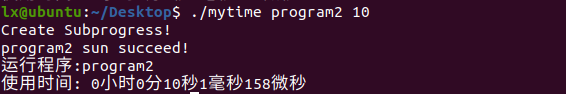 lx@ubuntu:~/Desktop$ ./mytime program2 10
Create Subprogress!
program2 sun succeed!
运行程序:program2
使用时间: 0小时0分10秒1毫秒158微秒